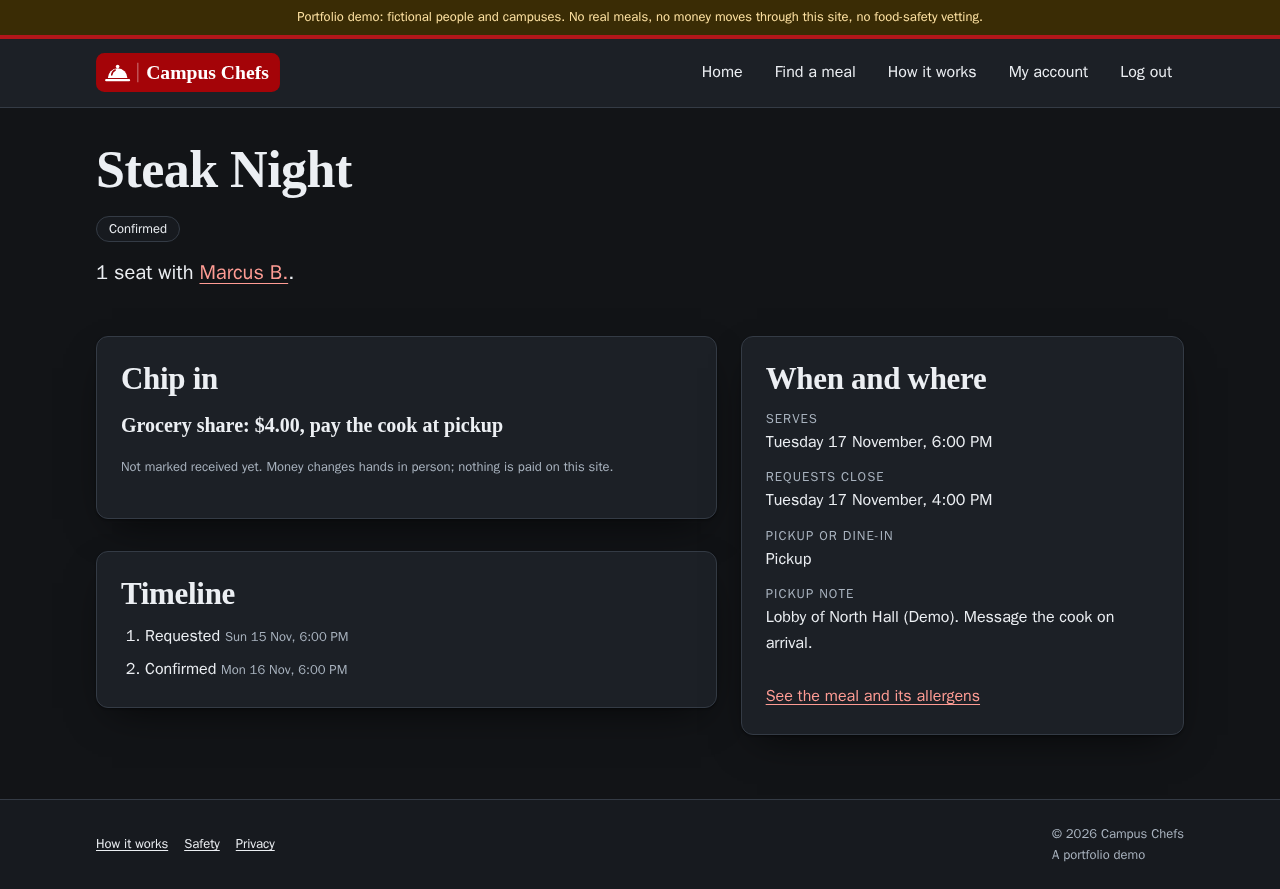 Portfolio demo: fictional people and campuses. No real meals, no money moves through this site, no food-safety vetting.
Campus Chefs
Home
Find a meal
How it works
My account
Log out
Steak Night
Confirmed
1 seat with Marcus B..
Chip in
Grocery share: $4.00, pay the cook at pickup
Not marked received yet. Money changes hands in person; nothing is paid on this site.
Timeline
1. Requested Sun 15 Nov, 6:00 PM
2. Confirmed Mon 16 Nov, 6:00 PM
When and where
SERVES
Tuesday 17 November, 6:00 PM
REQUESTS CLOSE
Tuesday 17 November, 4:00 PM
PICKUP OR DINE-IN
Pickup
PICKUP NOTE
Lobby of North Hall (Demo). Message the cook on
arrival.
See the meal and its allergens
How it works
Safety
Privacy
© 2026 Campus Chefs
A portfolio demo